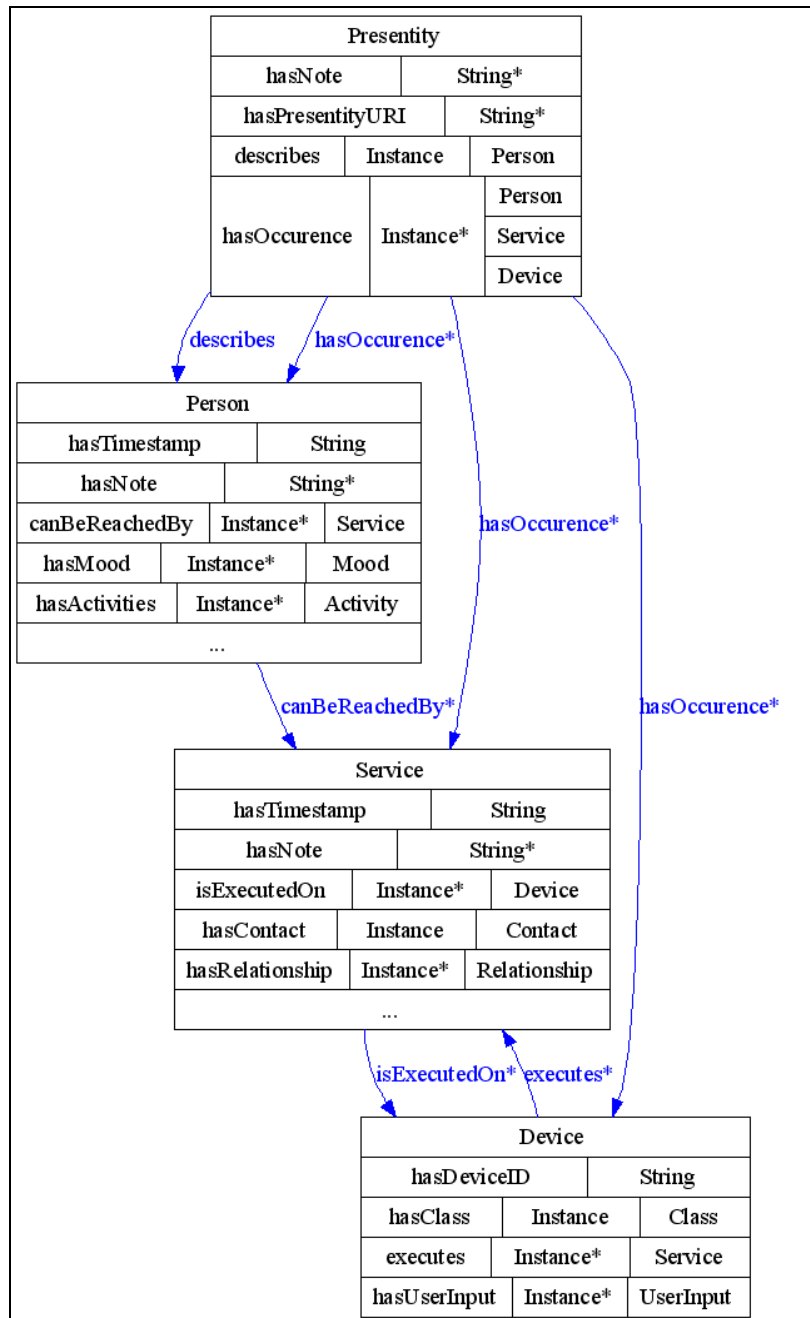 Presentity
hasNote String*
hasPresentityURI String*
describes Instance Person
hasOccurence Instance* Person
Service
Device
describes hasOccurence*
Person
hasTimestamp String
hasNote String*
canBeReachedBy Instance* Service
hasMood Instance* Mood
hasActivities Instance* Activity
...
hasOccurence*
canBeReachedBy* hasOccurence*
Service
hasTimestamp String
hasNote String*
isExecutedOn Instance* Device
hasContact Instance Contact
hasRelationship Instance* Relationship
...
isExecutedOn* executes*
Device
hasDeviceID String
hasClass Instance Class
executes Instance* Service
hasUserInput Instance* UserInput